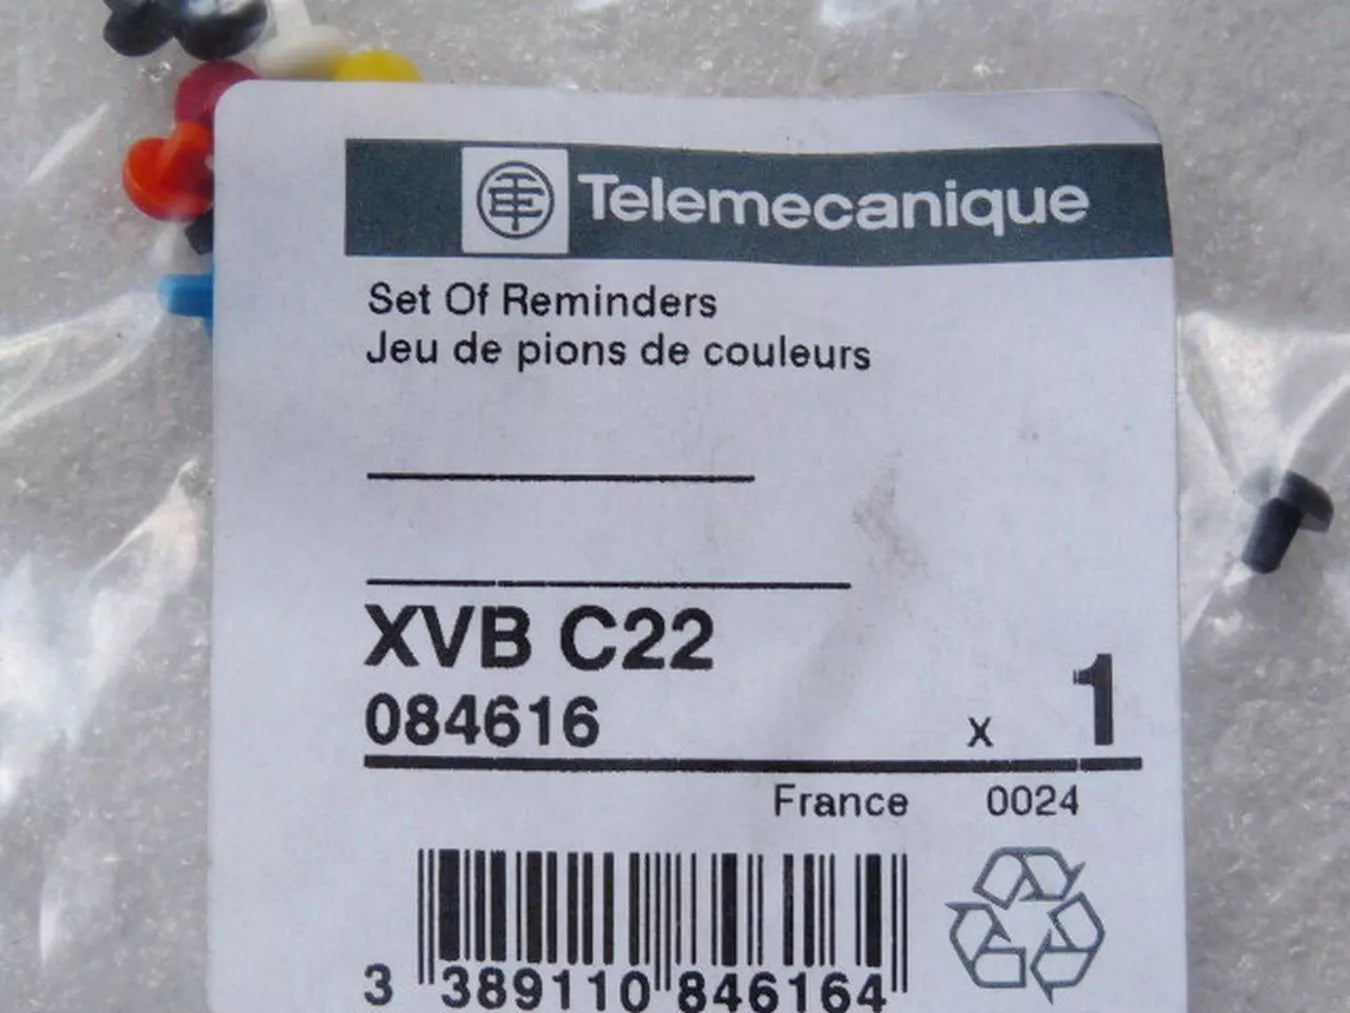 Telemecanique
Set Of Reminders
Jeu de pions de couleurs
XVB C22
084616 x 1
France 0024
3 389110 846164